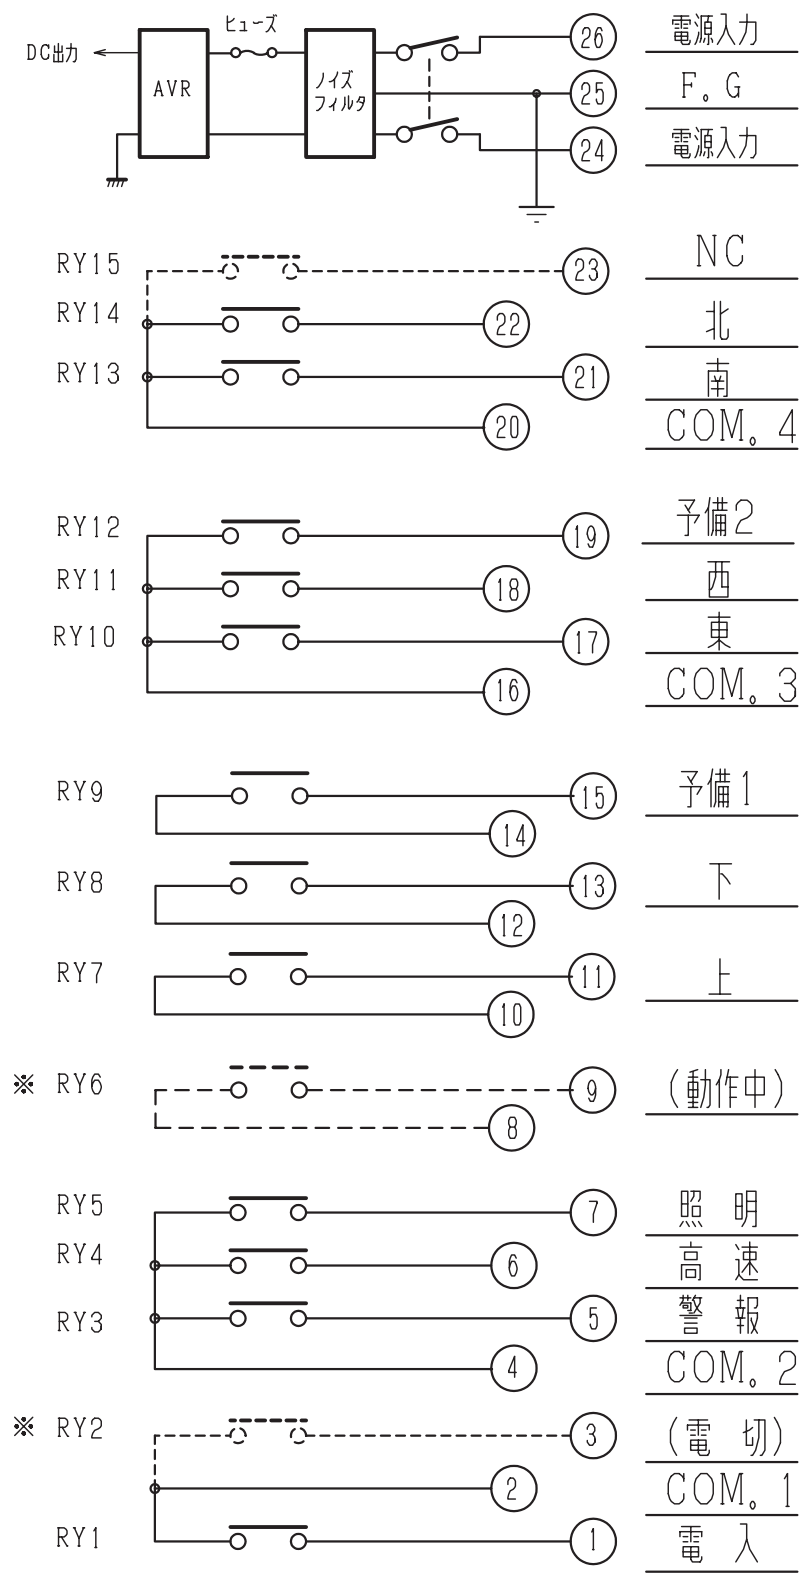 ヒューズ
26 電源入力
DC出力
AVR
ノイズ
フィルタ
25 F.G
24 電源入力
RY15 23 NC
RY14 22 北
RY13 21 南
20 COM.4
RY12 19 予備2
RY11 18 西
RY10 17 東
16 COM.3
RY9 15 予備1
14
RY8 13 下
12
RY7 11 上
10
※ RY6 9 (動作中)
8
RY5 7 照 明
RY4 6 高 速
RY3 5 警 報
4 COM.2
※ RY2 3 (電 切)
2 COM.1
RY1 1 電 入